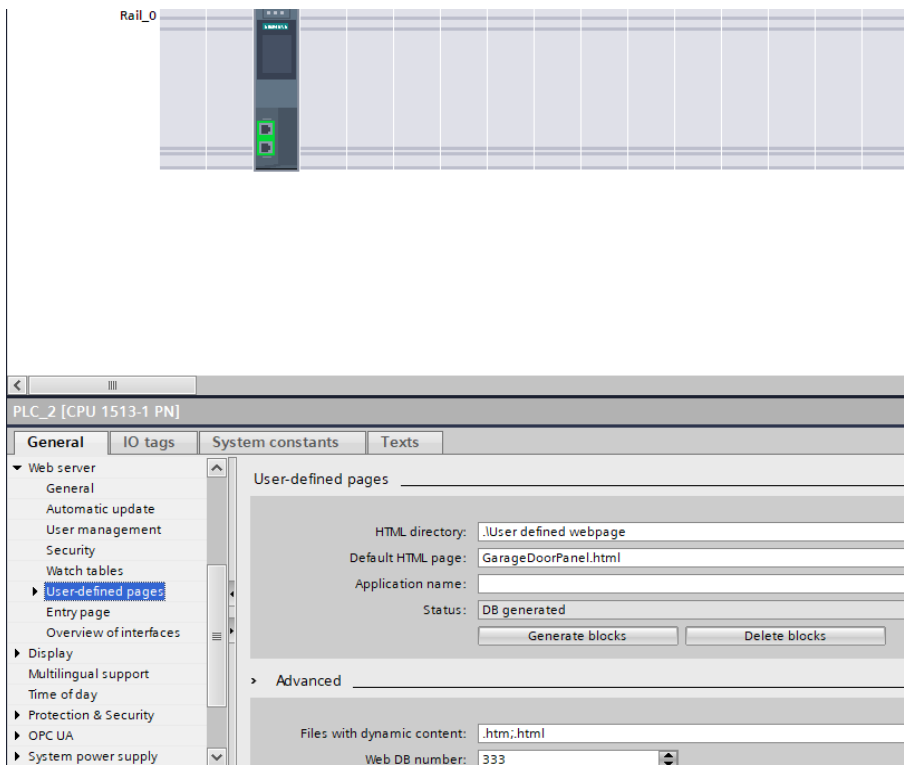 Rail_0
SIEMENS
PLC_2 [CPU 1513-1 PN]
General IO tags System constants Texts
Web server
General
Automatic update
User management
Security
Watch tables
User-defined pages
Entry page
Overview of interfaces
Display
Multilingual support
Time of day
Protection & Security
OPC UA
System power supply
User-defined pages
HTML directory: .\User defined webpage
Default HTML page: GarageDoorPanel.html
Application name:
Status: DB generated
Generate blocks Delete blocks
Advanced
Files with dynamic content: .htm;.html
Web DB number: 333